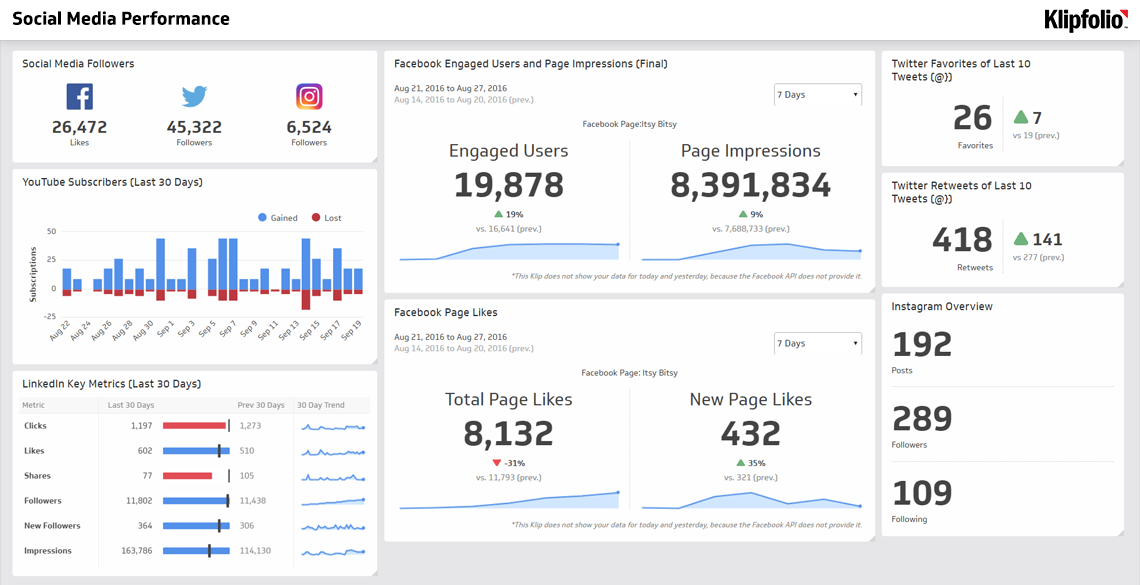 Social Media Performance
Klipfolio
Social Media Followers
26,472
Likes
45,322
Followers
6,524
Followers
YouTube Subscribers (Last 30 Days)
Gained
Lost
Subscriptions
50
25
0
-25
Aug 22
Aug 24
Aug 26
Aug 28
Aug 30
Sep 1
Sep 3
Sep 5
Sep 7
Sep 9
Sep 11
Sep 13
Sep 15
Sep 17
Sep 19
LinkedIn Key Metrics (Last 30 Days)
Metric Last 30 Days Prev 30 Days 30 Day Trend
Clicks 1,197 1,273
Likes 602 510
Shares 77 105
Followers 11,802 11,438
New Followers 364 306
Impressions 163,786 114,130
Facebook Engaged Users and Page Impressions (Final)
Aug 21, 2016 to Aug 27, 2016
Aug 14, 2016 to Aug 20, 2016 (prev.)
7 Days
Facebook Page:Itsy Bitsy
Engaged Users
19,878
19%
vs. 16,641 (prev.)
Page Impressions
8,391,834
9%
vs. 7,688,733 (prev.)
*This Klip does not show your data for today and yesterday, because the Facebook API does not provide it.
Facebook Page Likes
Aug 21, 2016 to Aug 27, 2016
Aug 14, 2016 to Aug 20, 2016 (prev.)
7 Days
Facebook Page: Itsy Bitsy
Total Page Likes
8,132
-31%
vs. 11,793 (prev.)
New Page Likes
432
35%
vs. 321 (prev.)
*This Klip does not show your data for today and yesterday, because the Facebook API does not provide it.
Twitter Favorites of Last 10
Tweets (@})
26
Favorites
7
vs 19 (prev.)
Twitter Retweets of Last 10
Tweets (@})
418
Retweets
141
vs 277 (prev.)
Instagram Overview
192
Posts
289
Followers
109
Following